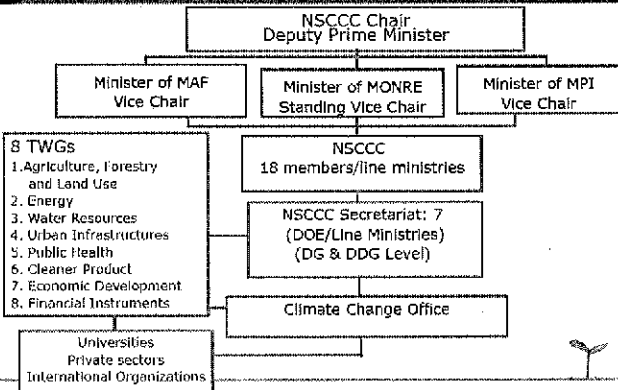 NSCCC Chair
Deputy Prime Minister
Minister of MAF
Vice Chair
Minister of MONRE
Standing Vice Chair
Minister of MPI
Vice Chair
8 TWGs
1.Agriculture, Forestry
and Land Use
2. Energy
3. Water Resources
4. Urban Infrastructures
5. Public Health
6. Cleaner Product
7. Economic Development
8. Financial Instruments
NSCCC
18 members/line ministries
NSCCC Secretariat: 7
(DOE/Line Ministries)
(DG & DDG Level)
Climate Change Office
Universities
Private sectors
International Organizations